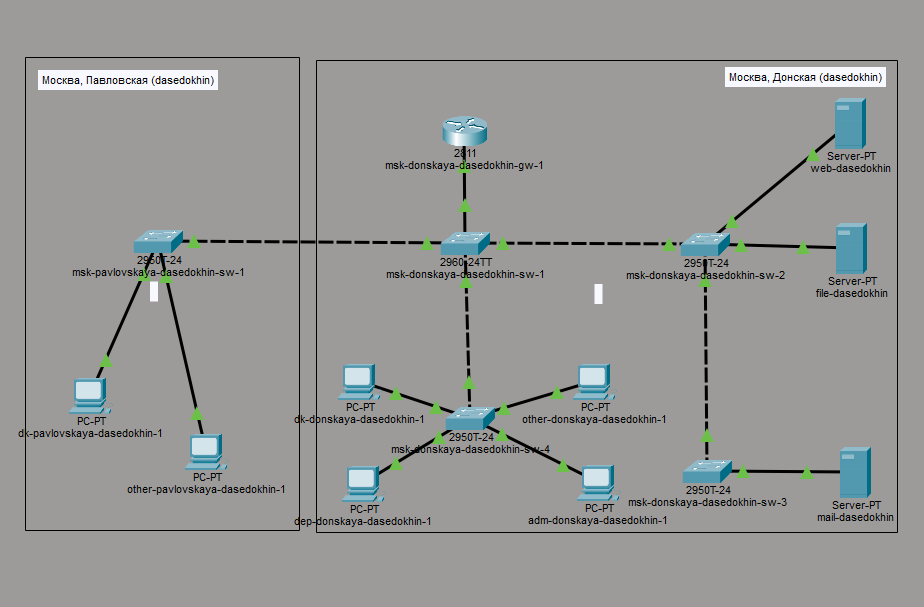 Москва, Павловская (dasedokhin)
Москва, Донская (dasedokhin)
2811
msk-donskaya-dasedokhin-gw-1
Server-PT
web-dasedokhin
2950T-24
msk-pavlovskaya-dasedokhin-sw-1
2960-24TT
msk-donskaya-dasedokhin-sw-1
2950T-24
msk-donskaya-dasedokhin-sw-2
Server-PT
file-dasedokhin
PC-PT
dk-pavlovskaya-dasedokhin-1
PC-PT
other-pavlovskaya-dasedokhin-1
PC-PT
dk-donskaya-dasedokhin-1
PC-PT
other-donskaya-dasedokhin-1
2950T-24
msk-donskaya-dasedokhin-sw-4
PC-PT
dep-donskaya-dasedokhin-1
PC-PT
adm-donskaya-dasedokhin-1
2950T-24
msk-donskaya-dasedokhin-sw-3
Server-PT
mail-dasedokhin